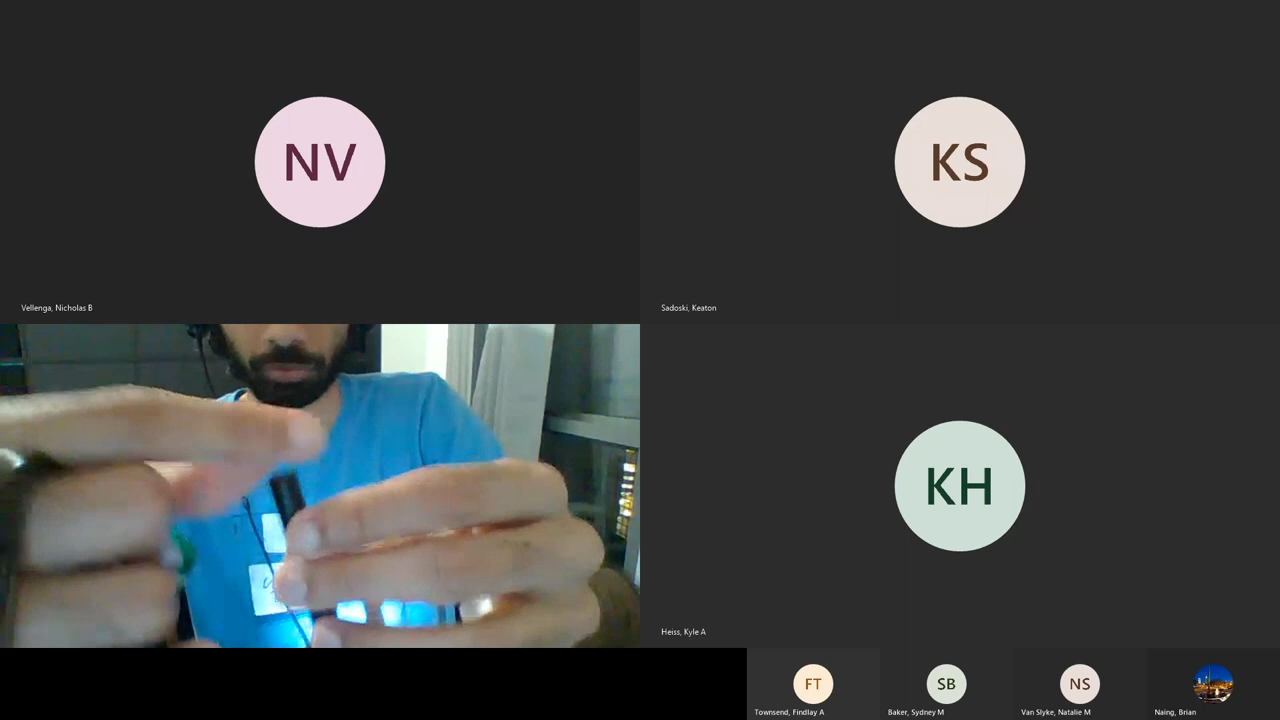 NV
Vellenga, Nicholas B
KS
Sadoski, Keaton
KH
Heiss, Kyle A
FT
Townsend, Findlay A
SB
Baker, Sydney M
NS
Van Slyke, Natalie M
Naing, Brian